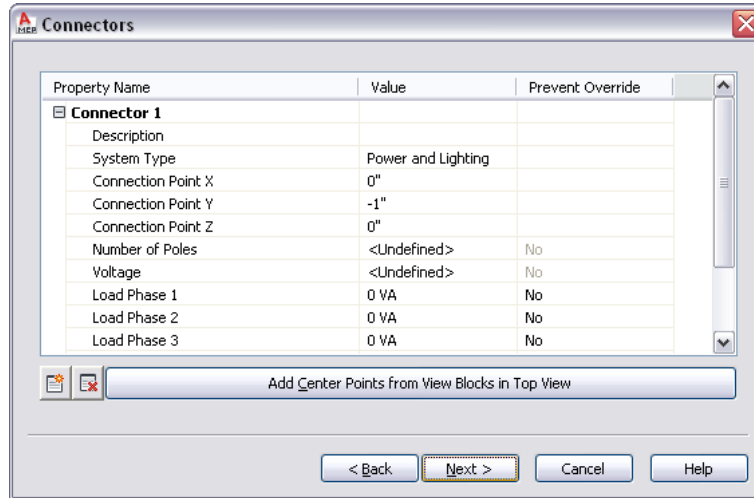 A MEP Connectors
Property Name Value Prevent Override
Connector 1
Description
System Type Power and Lighting
Connection Point X 0"
Connection Point Y -1"
Connection Point Z 0"
Number of Poles <Undefined> No
Voltage <Undefined> No
Load Phase 1 0 VA No
Load Phase 2 0 VA No
Load Phase 3 0 VA No
Add Center Points from View Blocks in Top View
< Back Next > Cancel Help